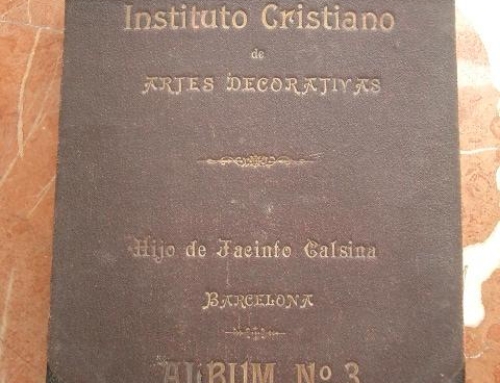 Instituto Cristiano
de
ARTES DECORATIVAS
Hijo de Jacinto Calsina
BARCELONA
ALBUM Nº 3